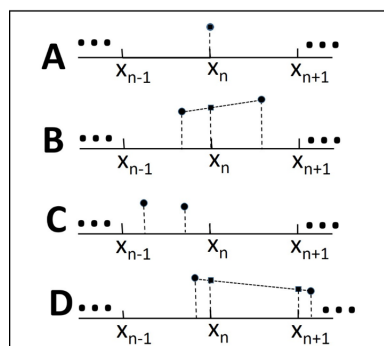 A
X_{n-1} X_n X_{n+1}
B
X_{n-1} X_n X_{n+1}
C
X_{n-1} X_n X_{n+1}
D
X_{n-1} X_n X_{n+1}